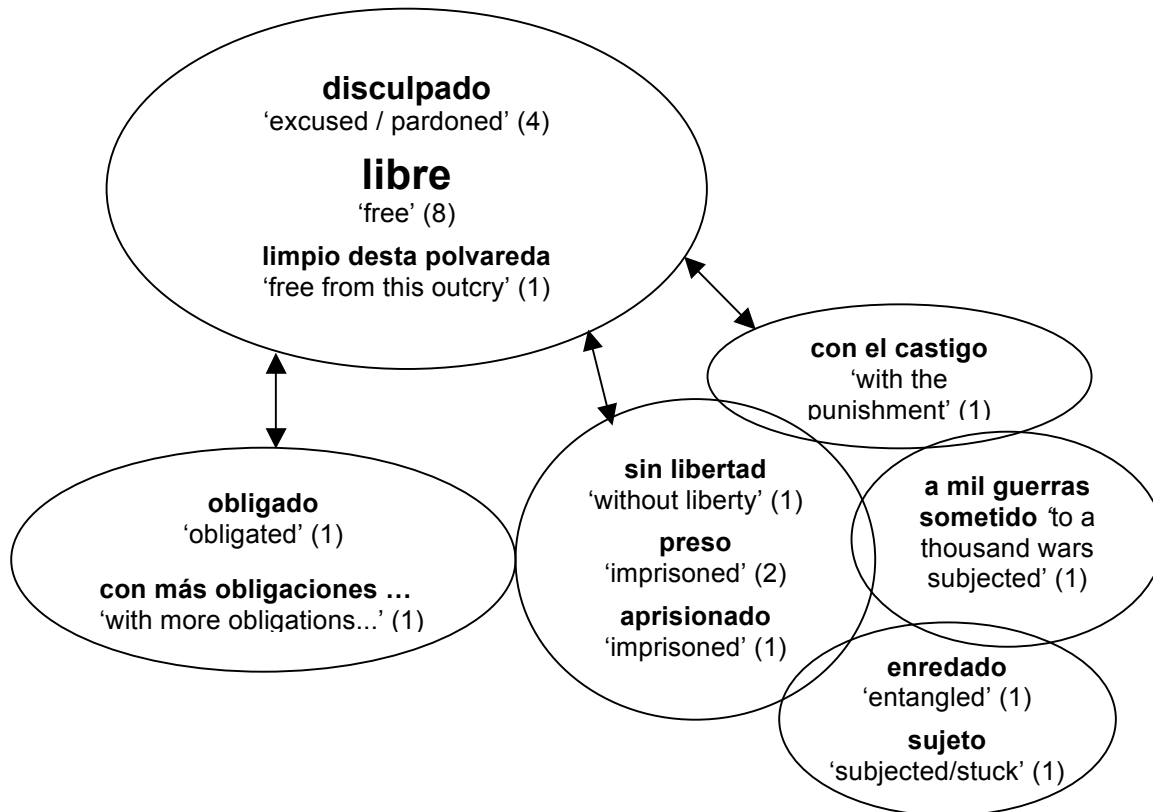 disculpado
‘excused / pardoned’ (4)
libre
‘free’ (8)
limpio desta polvareda
‘free from this outcry’ (1)
con el castigo
‘with the
punishment’ (1)
obligado
‘obligated’ (1)
con más obligaciones …
‘with more obligations...’ (1)
sin libertad
‘without liberty’ (1)
preso
‘imprisoned’ (2)
aprisionado
‘imprisoned’ (1)
a mil guerras
sometido ‘to a
thousand wars
subjected’ (1)
enredado
‘entangled’ (1)
sujeto
‘subjected/stuck’ (1)